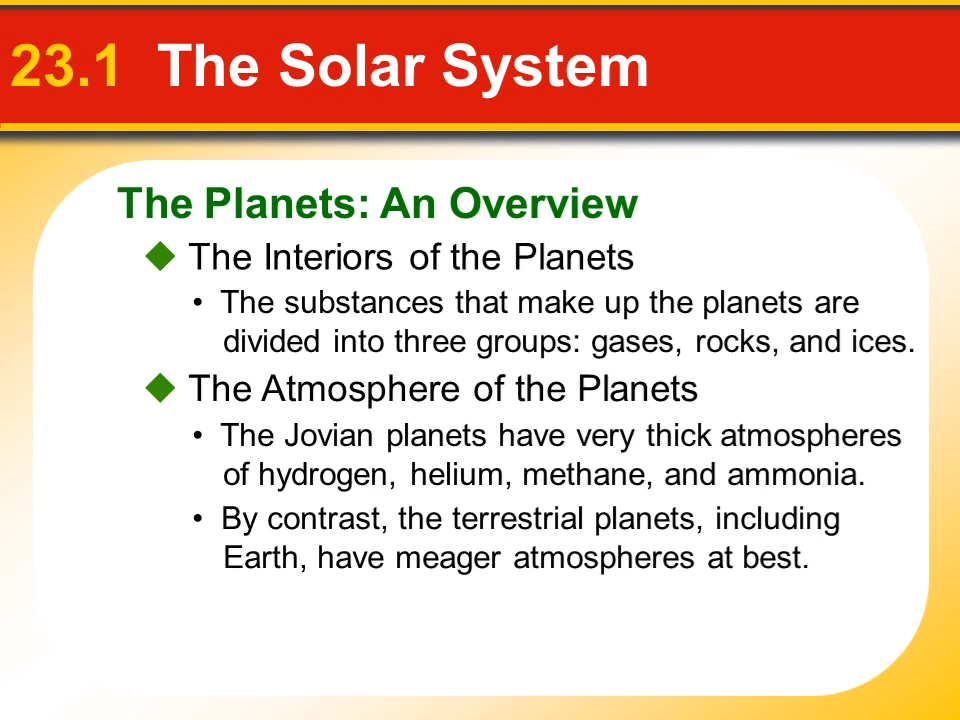 23.1 The Solar System
The Planets: An Overview
◆ The Interiors of the Planets
• The substances that make up the planets are
divided into three groups: gases, rocks, and ices.
◆ The Atmosphere of the Planets
• The Jovian planets have very thick atmospheres
of hydrogen, helium, methane, and ammonia.
• By contrast, the terrestrial planets, including
Earth, have meager atmospheres at best.